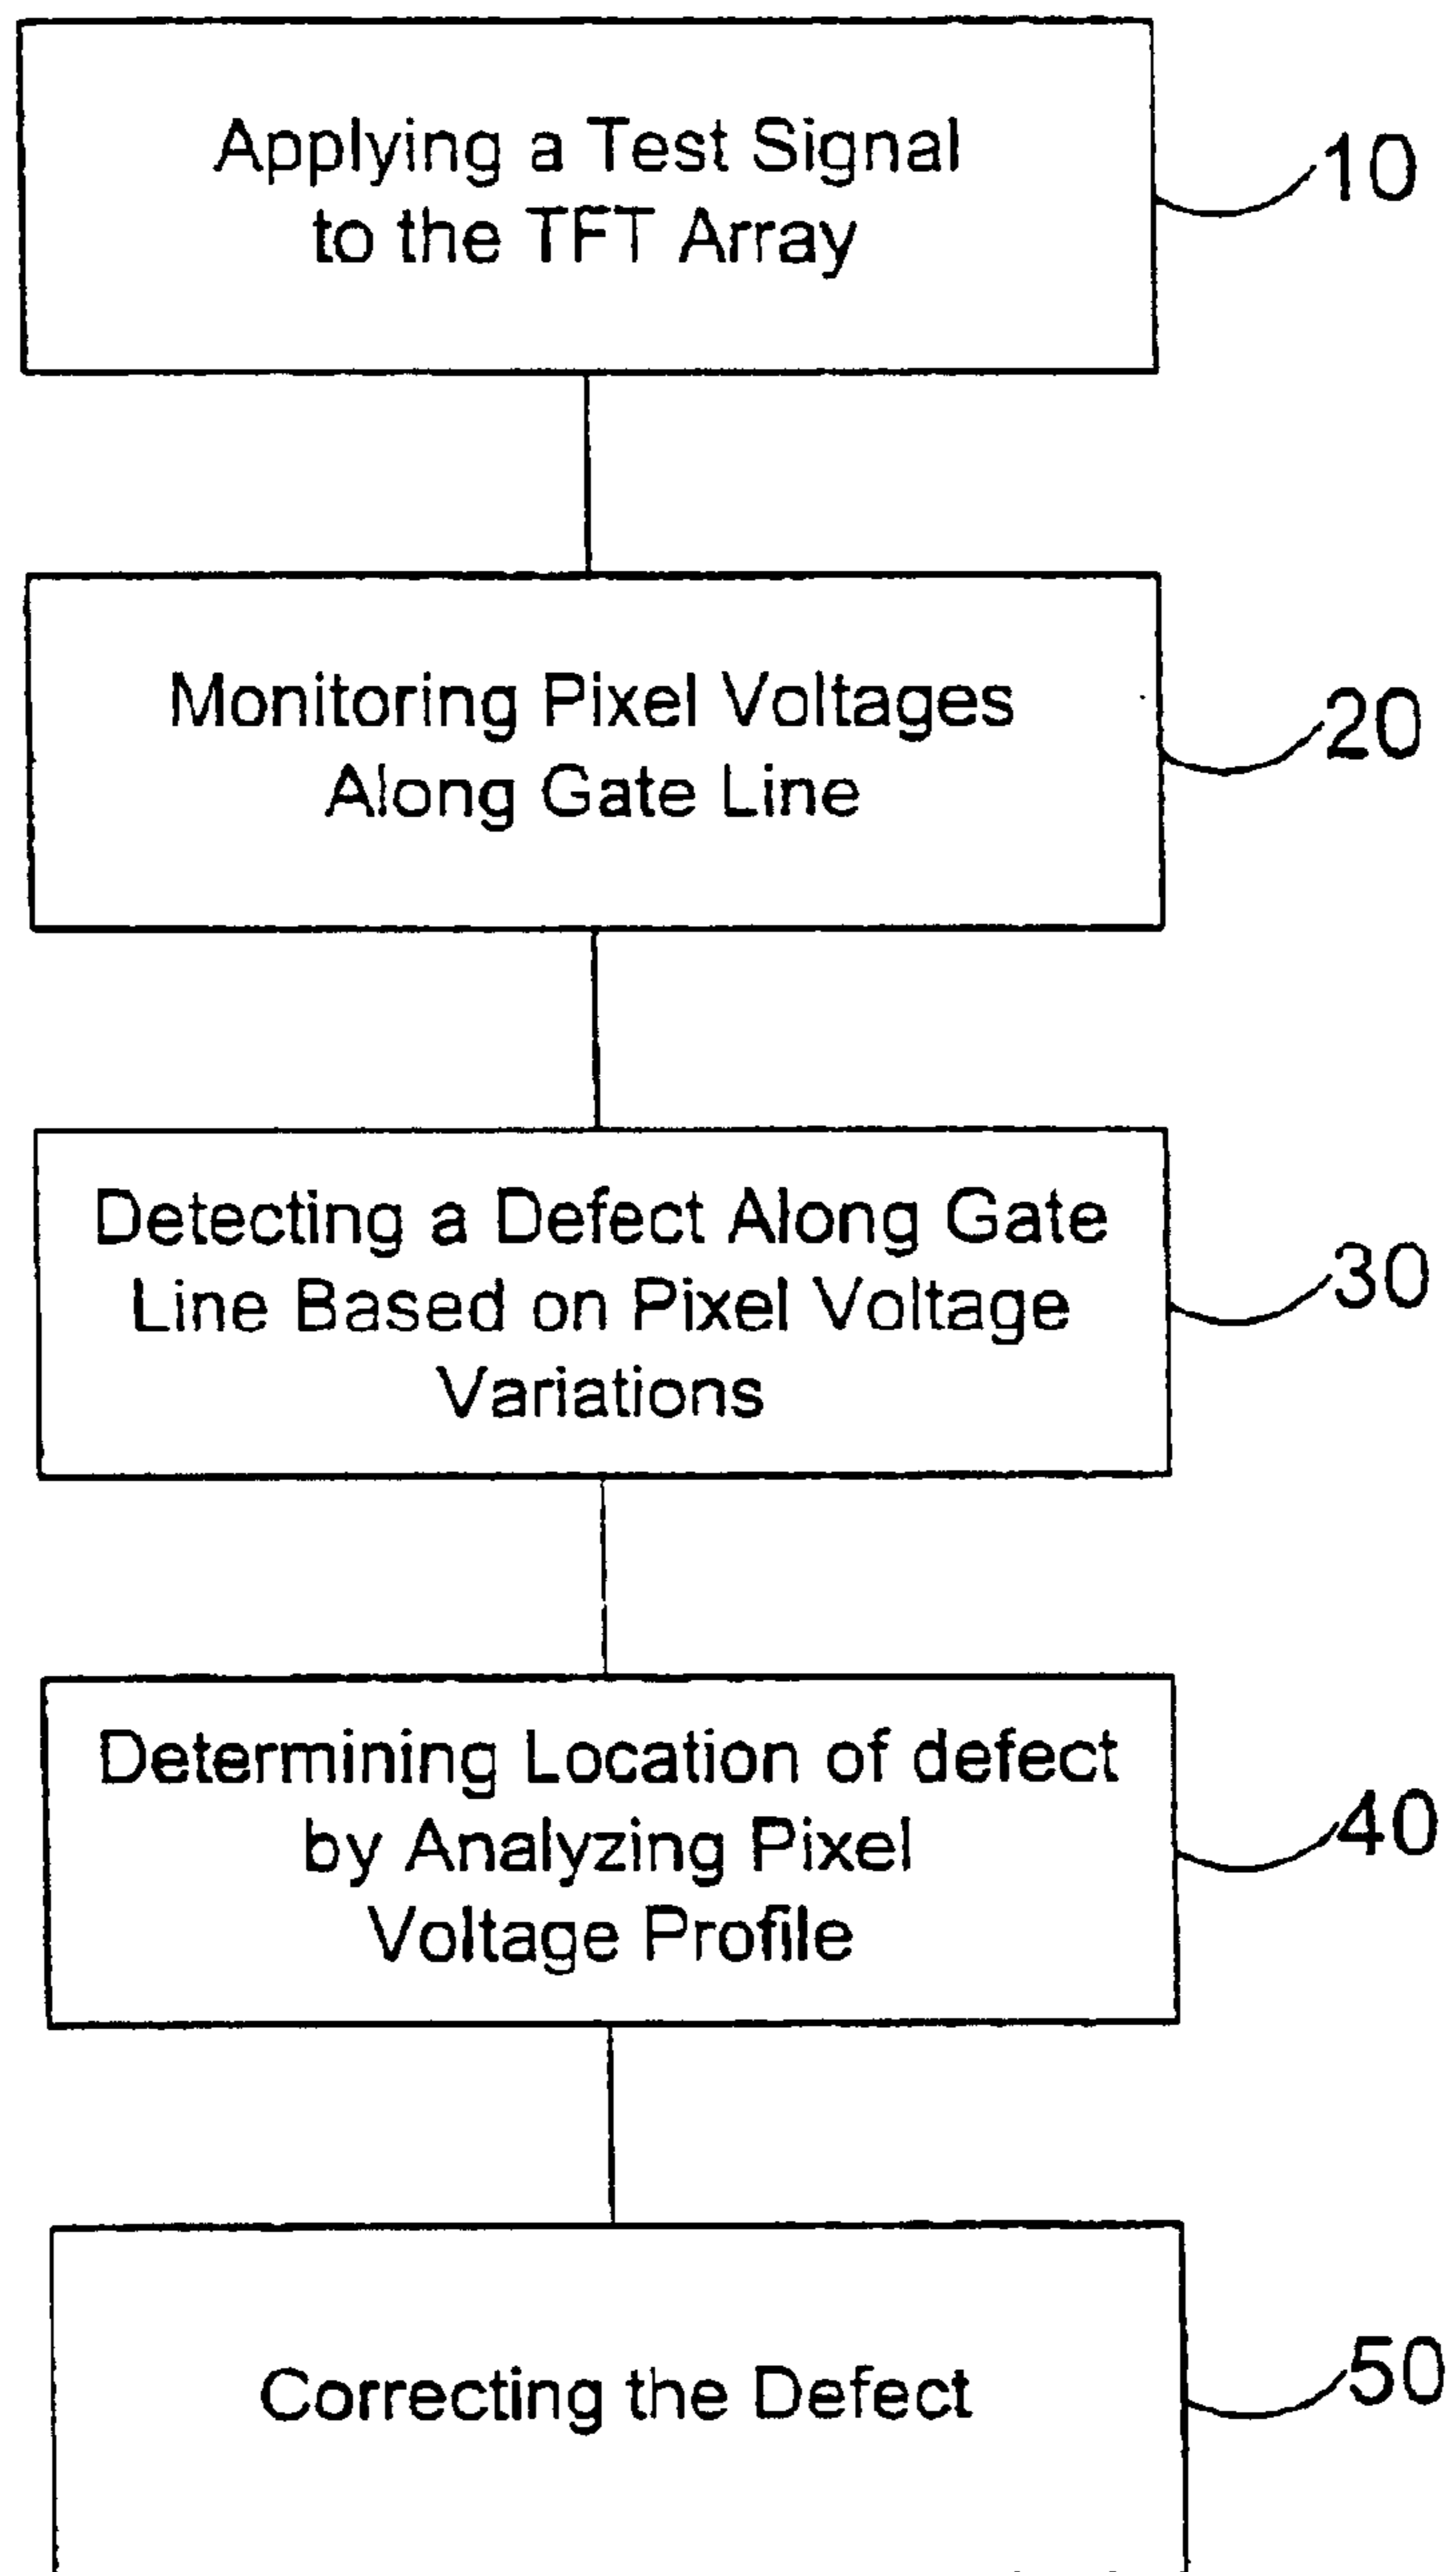 Applying a Test Signal
to the TFT Array
10
Monitoring Pixel Voltages
Along Gate Line
20
Detecting a Defect Along Gate
Line Based on Pixel Voltage
Variations
30
Determining Location of defect
by Analyzing Pixel
Voltage Profile
40
Correcting the Defect
50